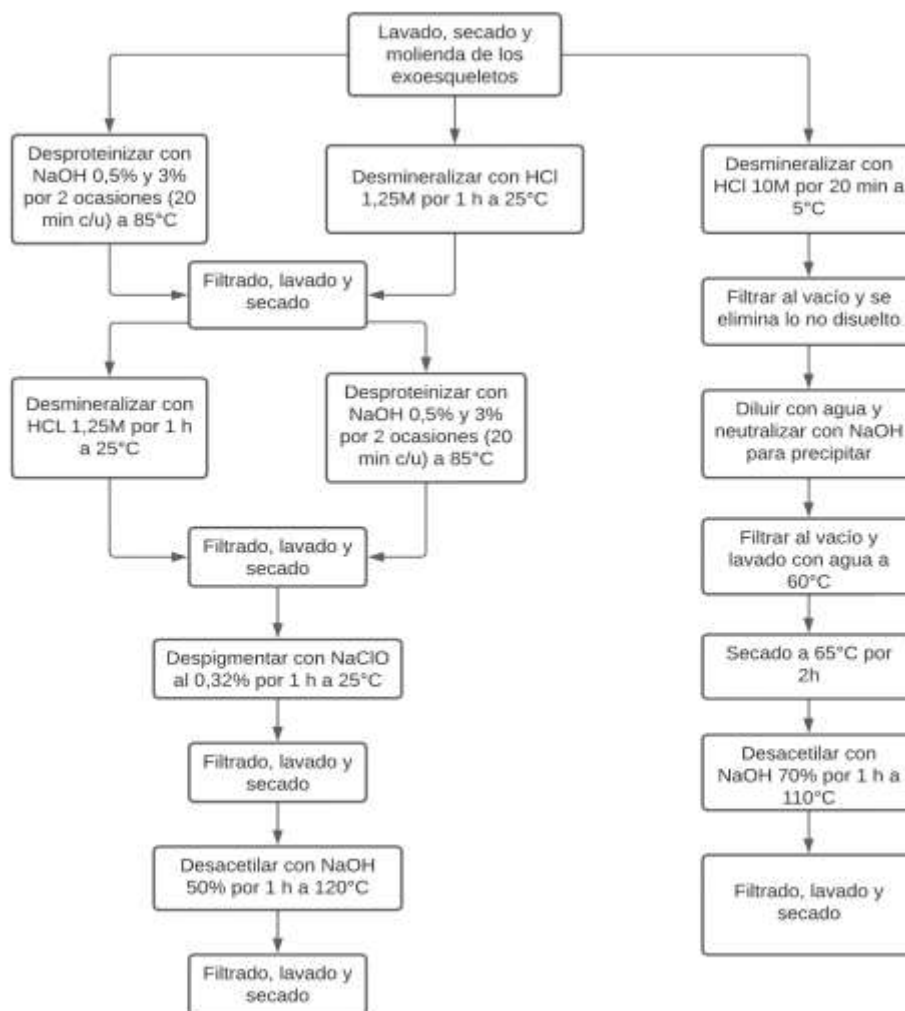 Lavado, secado y
molienda de los
exoesqueletos
Desproteinizar con
NaOH 0,5% y 3%
por 2 ocasiones (20
min c/u) a 85°C
Desmineralizar con HCl
1,25M por 1 h a 25°C
Filtrado, lavado y
secado
Desmineralizar con
HCL 1,25M por 1 h
a 25°C
Desproteinizar con
NaOH 0,5% y 3%
por 2 ocasiones (20
min c/u) a 85°C
Filtrado, lavado y
secado
Despigmentar con NaClO
al 0,32% por 1 h a 25°C
Filtrado, lavado y
secado
Desacetilar con NaOH
50% por 1 h a 120°C
Filtrado, lavado y
secado
Desmineralizar con
HCl 10M por 20 min a
5°C
Filtrar al vacío y se
elimina lo no disuelto
Diluir con agua y
neutralizar con NaOH
para precipitar
Filtrar al vacío y
lavado con agua a
60°C
Secado a 65°C por
2h
Desacetilar con
NaOH 70% por 1 h a
110°C
Filtrado, lavado y
secado